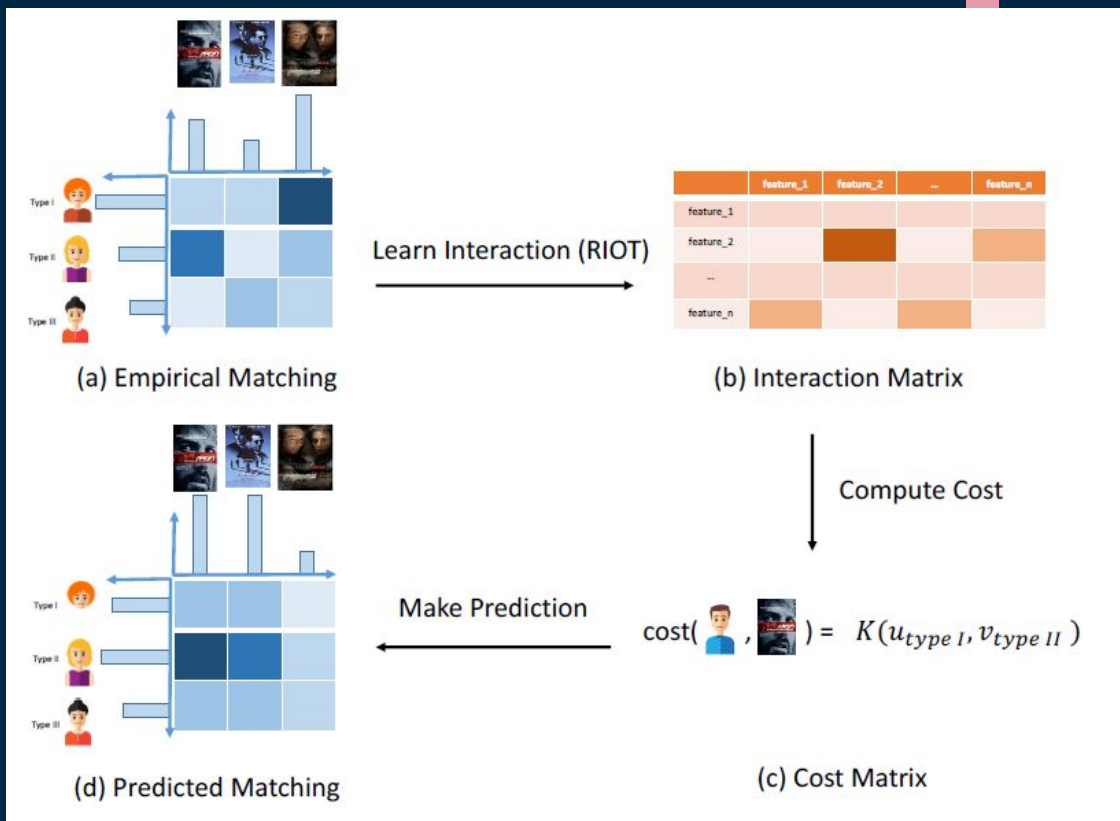 Type I
Type II
Type III
(a) Empirical Matching
Learn Interaction (RIOT)
feature_1 feature_2 ... feature_n
feature_1
feature_2
...
feature_n
(b) Interaction Matrix
Compute Cost
cost( , ) = K(u_type I, v_type II)
(c) Cost Matrix
Make Prediction
Type I
Type II
Type III
(d) Predicted Matching